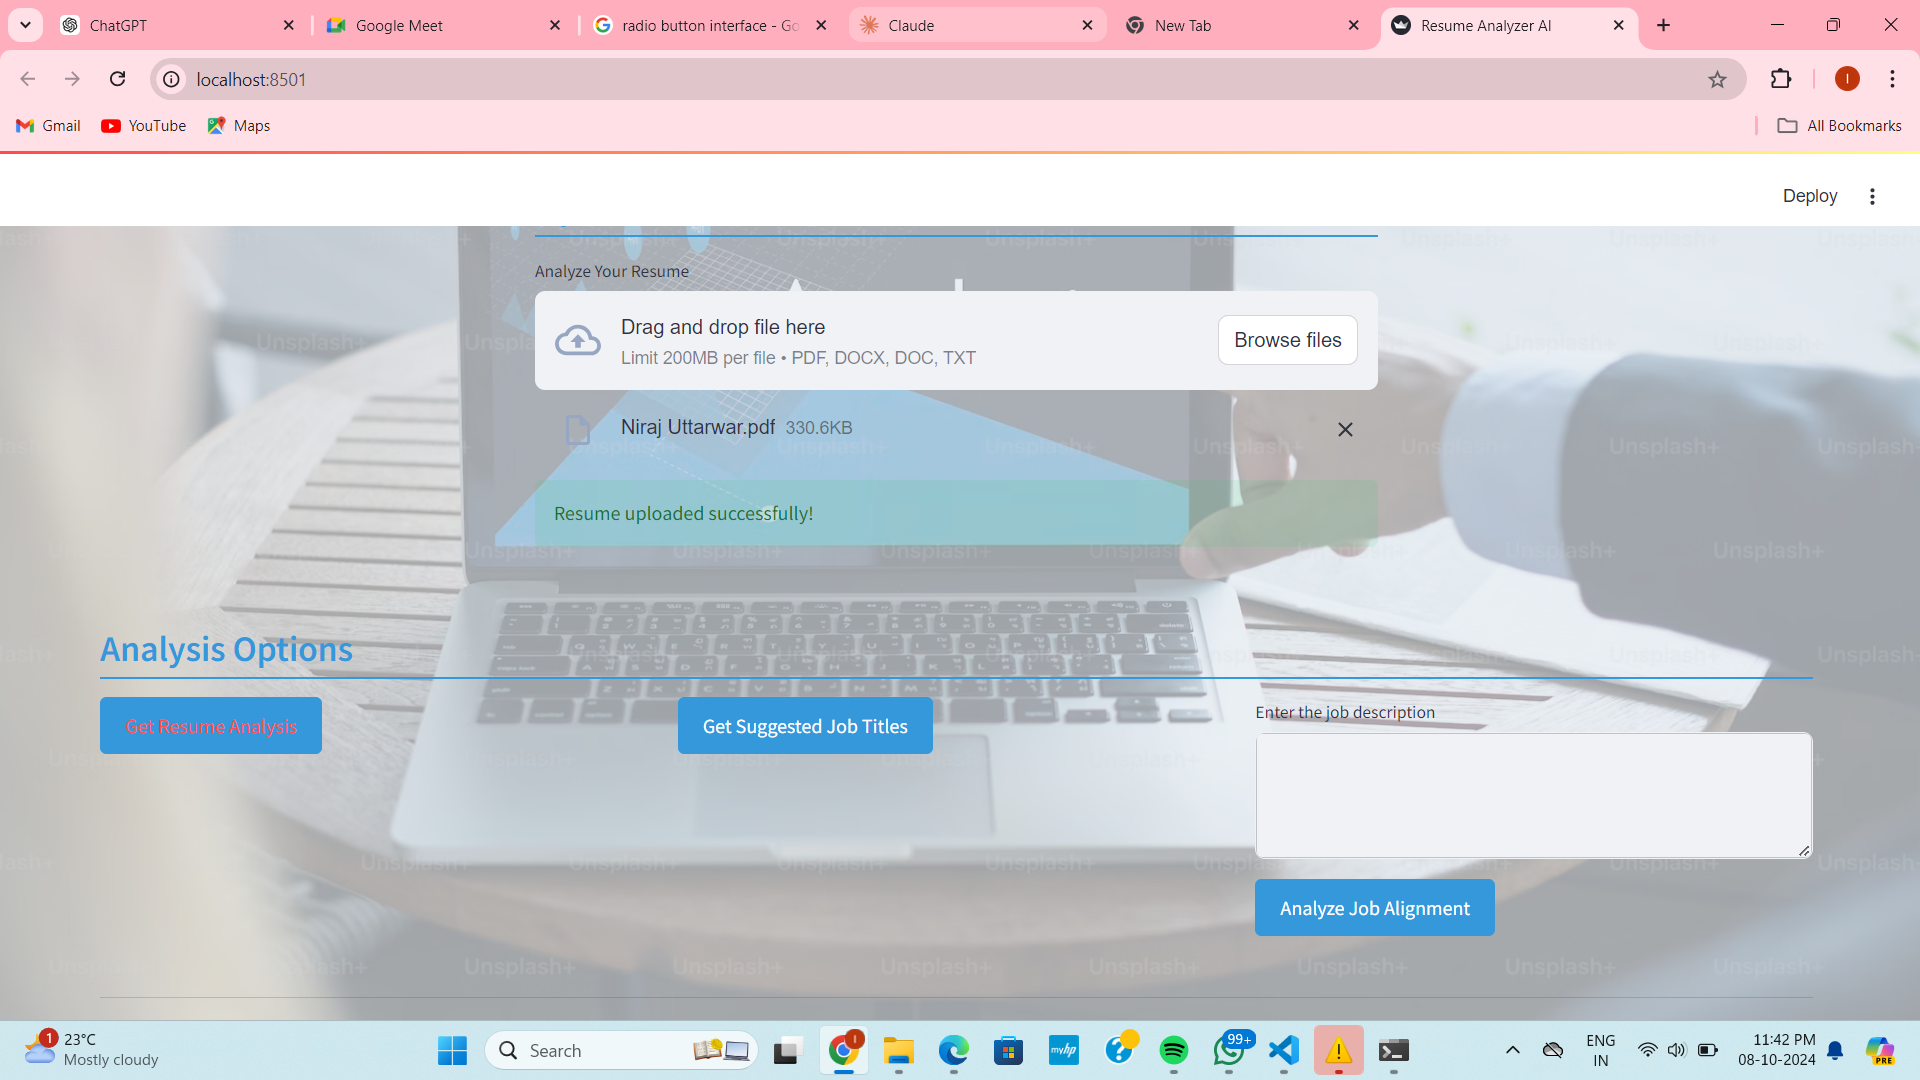 ChatGPT
Google Meet
radio button interface - Go
Claude
New Tab
Resume Analyzer AI
localhost:8501
I
Gmail
YouTube
Maps
All Bookmarks
Deploy
Analyze Your Resume
Drag and drop file here
Limit 200MB per file • PDF, DOCX, DOC, TXT
Browse files
Niraj Uttarwar.pdf 330.6KB
Resume uploaded successfully!
Unsplash+
Analysis Options
Get Resume Analysis
Get Suggested Job Titles
Enter the job description
Analyze Job Alignment
1
23°C
Mostly cloudy
Search
I
myhp
99+
ENG
IN
11:42 PM
08-10-2024
PRE